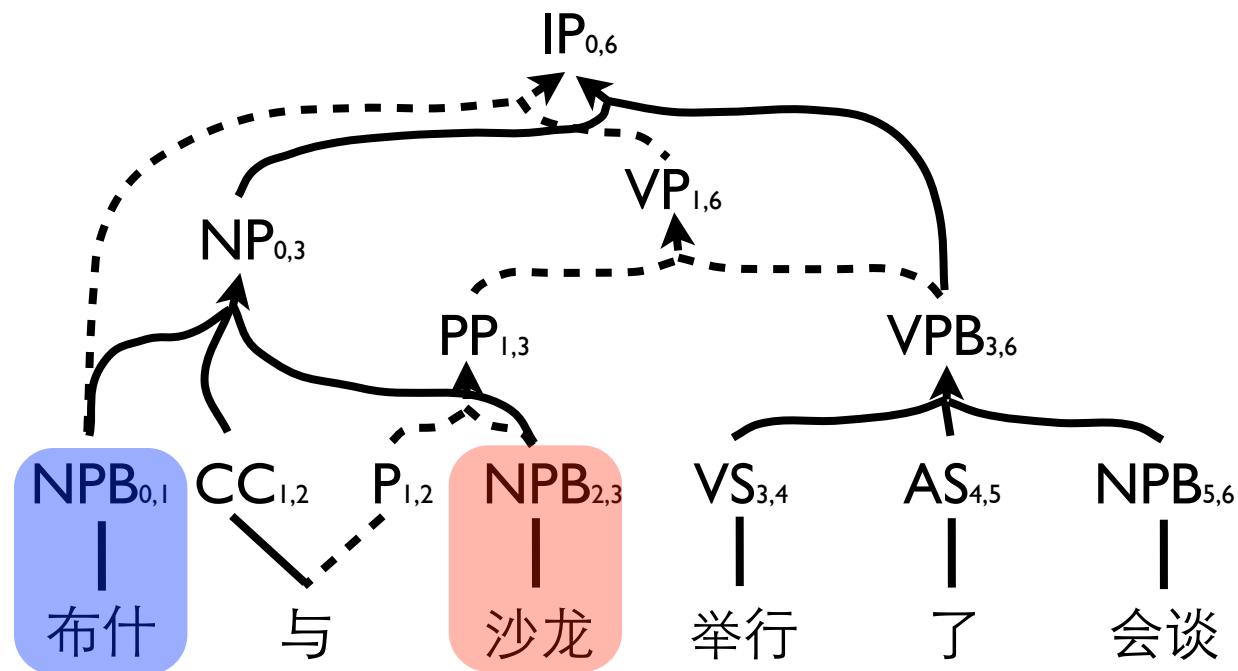 IP0,6
VP1,6
NP0,3
PP1,3 VPB3,6
NPB0,1 CC1,2 P1,2 NPB2,3 VS3,4 AS4,5 NPB5,6
布什 与 沙龙 举行 了 会谈